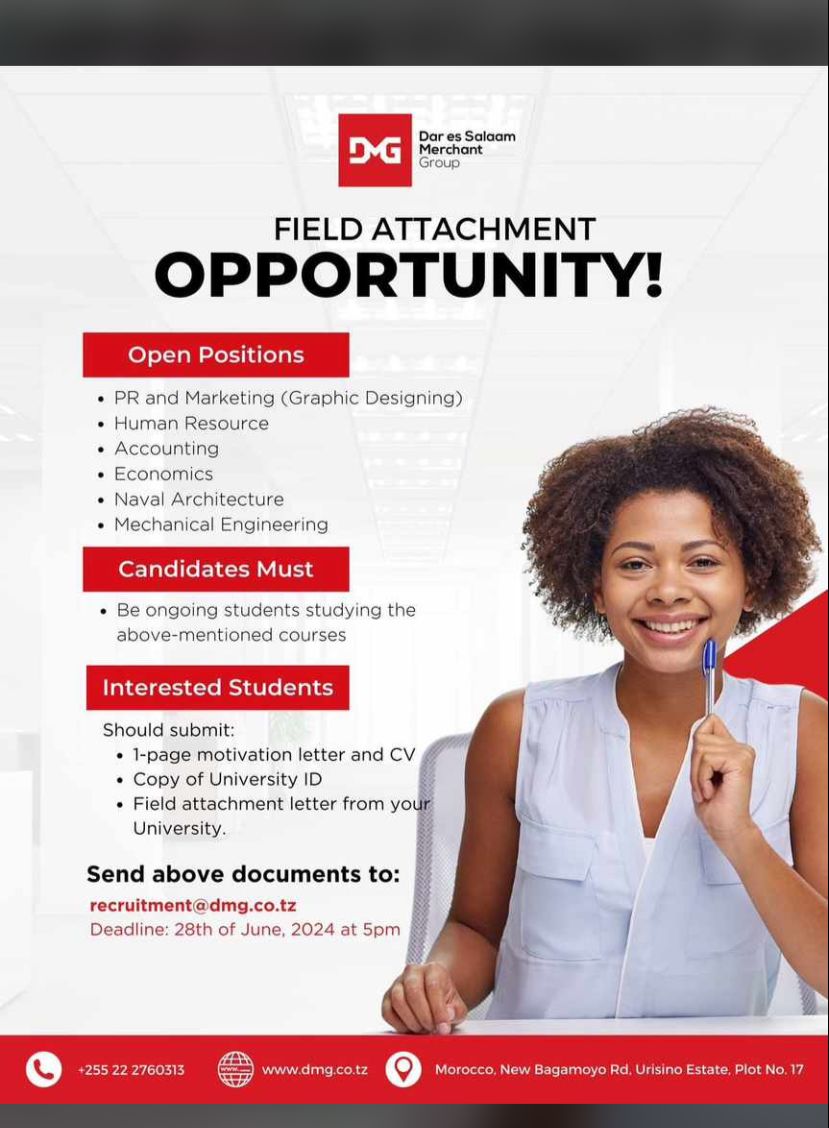 DMG
Dar es Salaam
Merchant
Group
FIELD ATTACHMENT
OPPORTUNITY!
Open Positions
• PR and Marketing (Graphic Designing)
• Human Resource
• Accounting
• Economics
• Naval Architecture
• Mechanical Engineering
Candidates Must
• Be ongoing students studying the
above-mentioned courses
Interested Students
Should submit:
• 1-page motivation letter and CV
• Copy of University ID
• Field attachment letter from your
University.
Send above documents to:
recruitment@dmg.co.tz
Deadline: 28th of June, 2024 at 5pm
+255 22 2760313
www.
www.dmg.co.tz
Morocco, New Bagamoyo Rd, Urisino Estate, Plot No. 17